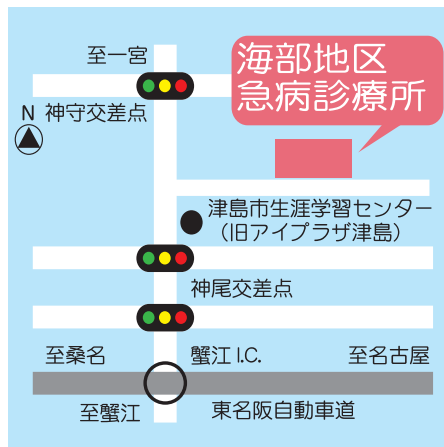 至一宮
海部地区
急病診療所
N
神守交差点
津島市生涯学習センター
（旧アイプラザ津島）
神尾交差点
至桑名
蟹江 I.C.
至名古屋
至蟹江
東名阪自動車道